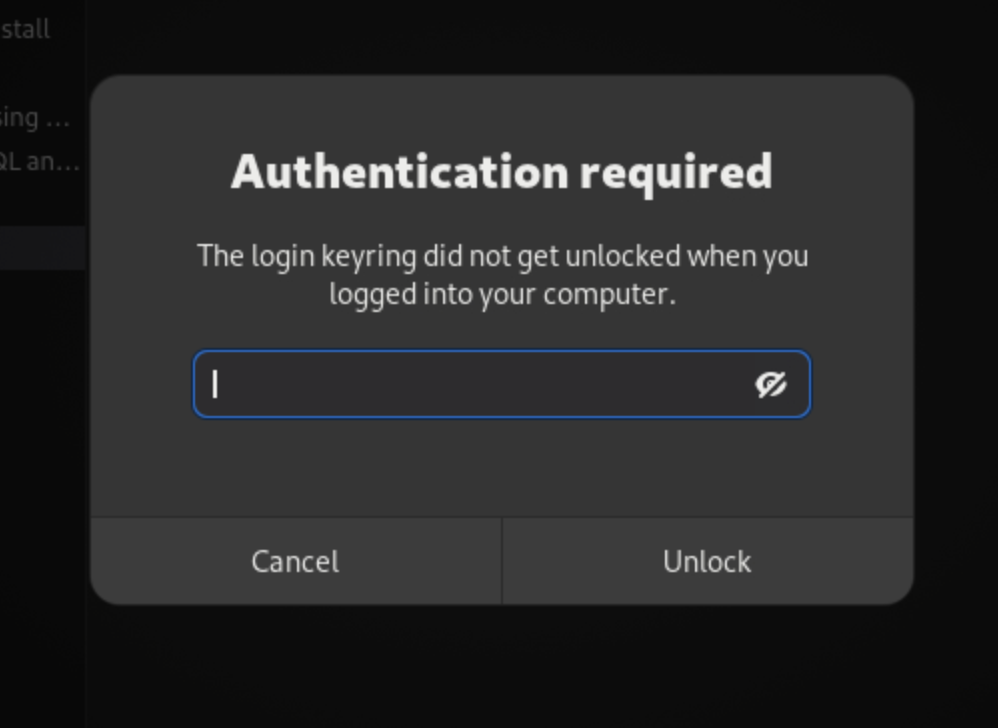 stall
sing ...
QL an...
Authentication required
The login keyring did not get unlocked when you
logged into your computer.
Cancel
Unlock